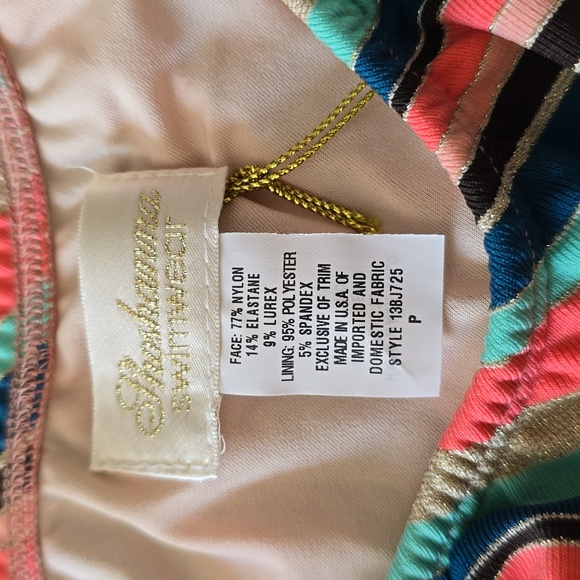 swimwear
FACE: 77% NYLON
14% ELASTANE
9% LUREX
LINING: 95% POLYESTER
5% SPANDEX
EXCLUSIVE OF TRIM
MADE IN U.S.A. OF
IMPORTED AND
DOMESTIC FABRIC
STYLE 13BJ725
P